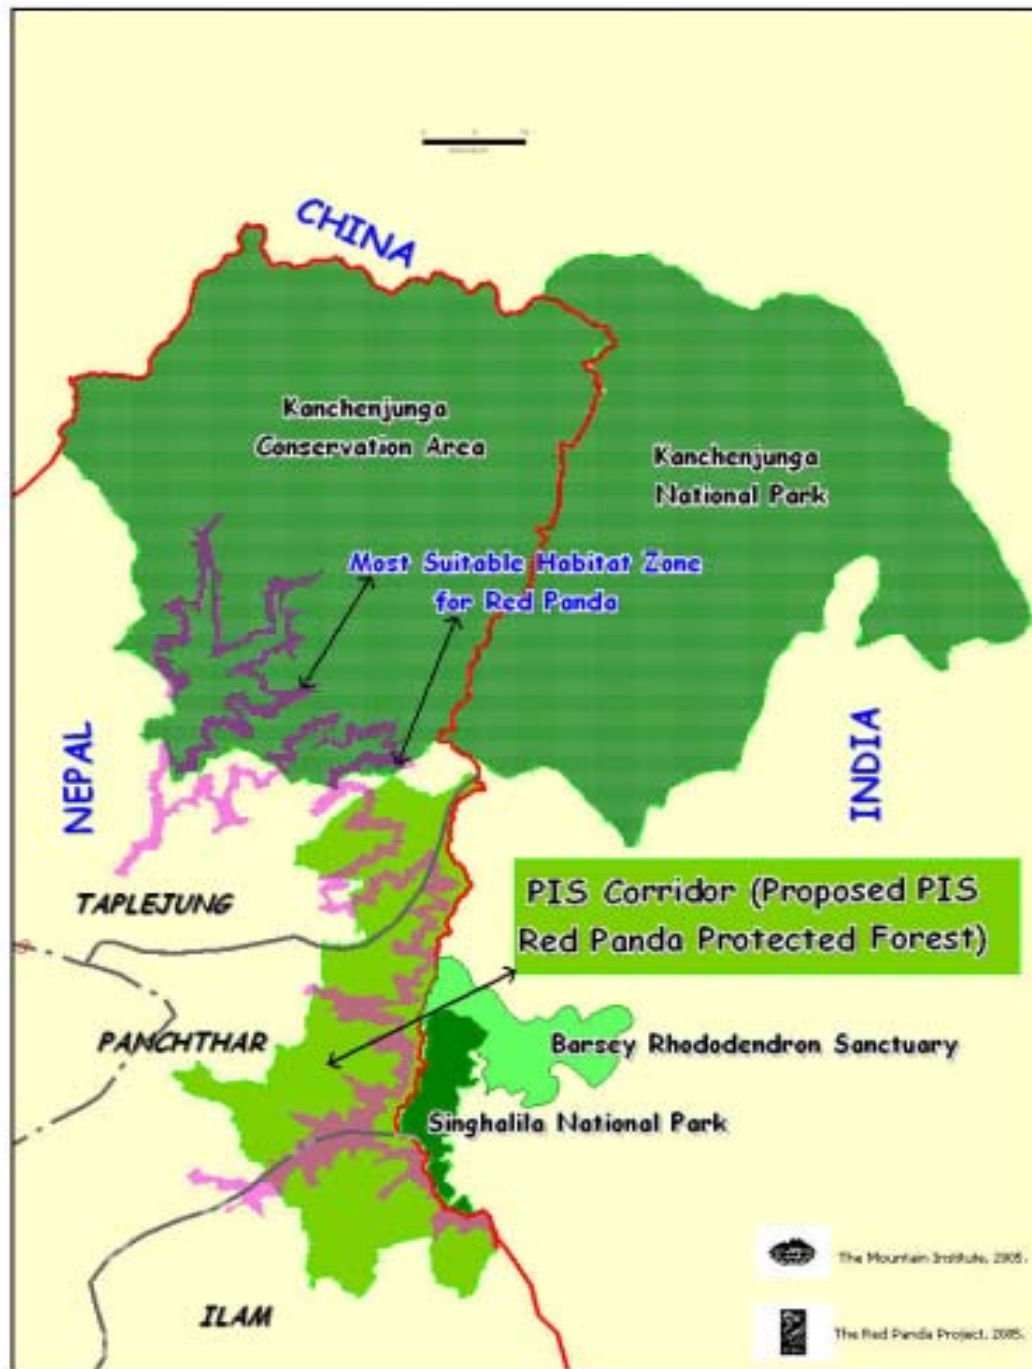 CHINA
Kanchenjunga
Conservation Area
Kanchenjunga
National Park
Most Suitable Habitat Zone
for Red Panda
NEPAL
INDIA
TAPLEJUNG
PIS Corridor (Proposed PIS
Red Panda Protected Forest)
PANCHTHAR
Barsey Rhododendron Sanctuary
Singhalila National Park
ILAM
The Mountain Institute, 2005.
The Red Panda Project, 2005.